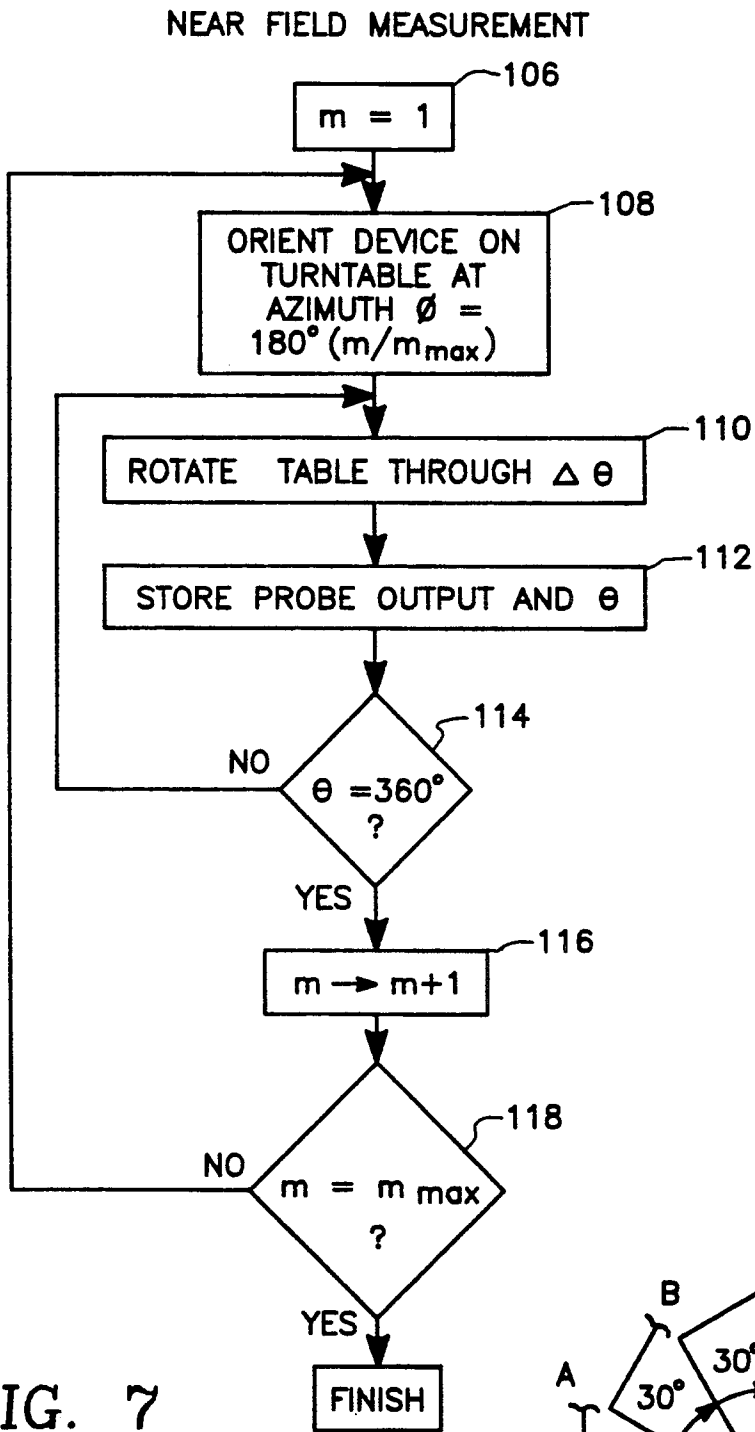 NEAR FIELD MEASUREMENT
106
m = 1
108
ORIENT DEVICE ON
TURNTABLE AT
AZIMUTH Ø =
180° (m/m max)
110
ROTATE TABLE THROUGH Δ θ
112
STORE PROBE OUTPUT AND θ
114
NO
θ =360°
?
YES
116
m → m+1
118
NO
m = m max
?
YES
FINISH
IG. 7
B
A
30°
30°